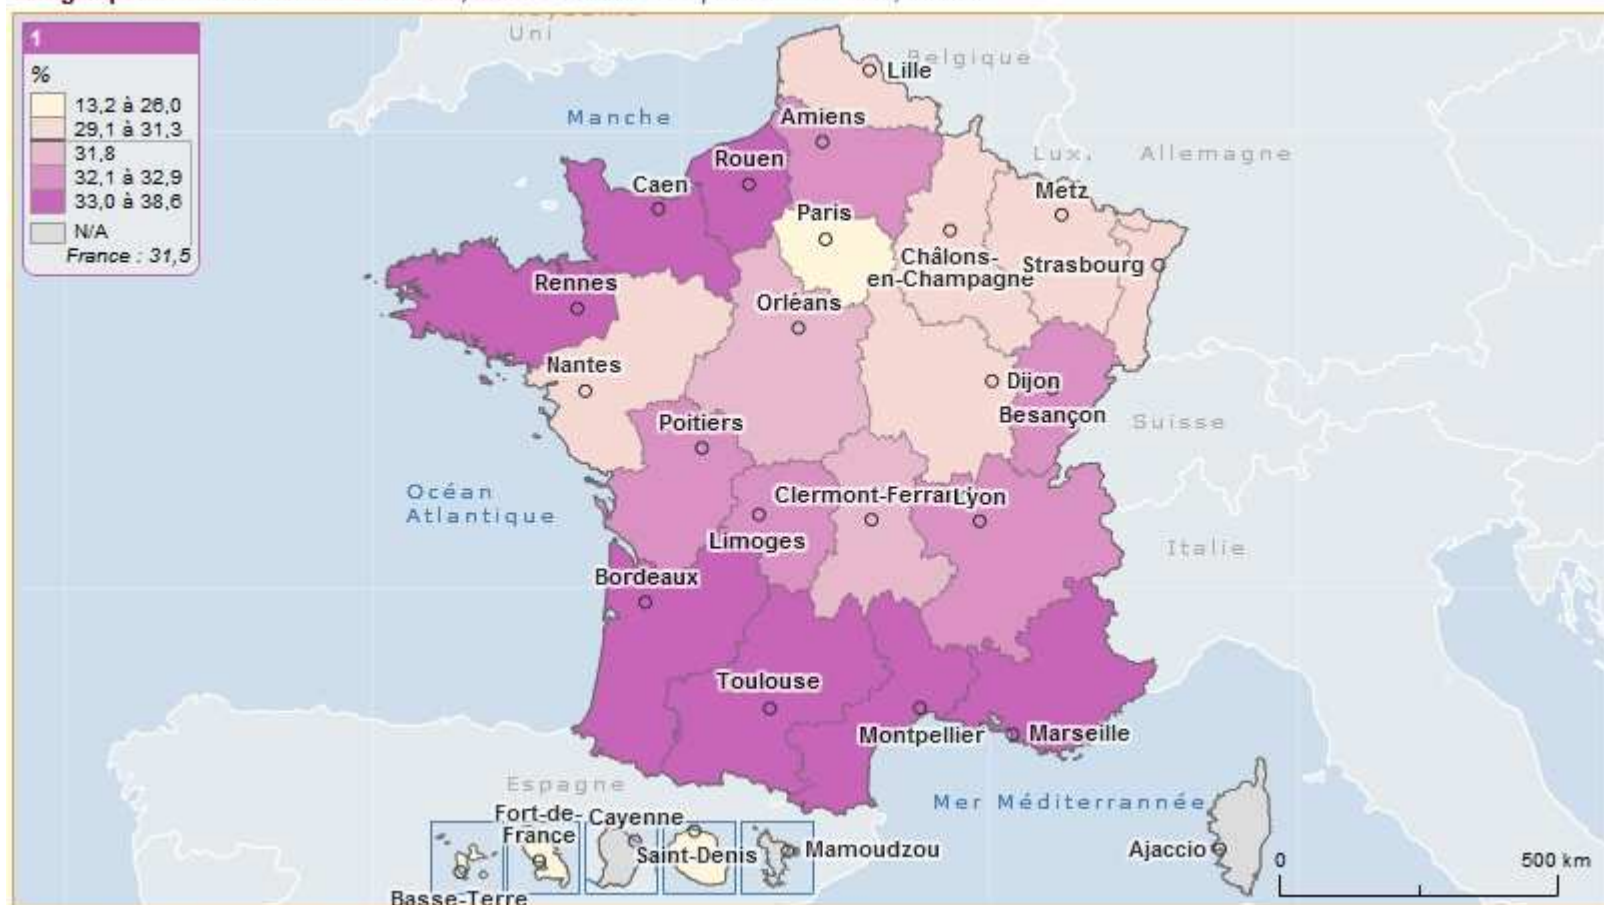 1
%
13,2 à 26,0
29,1 à 31,3
31,8
32,1 à 32,9
33,0 à 38,6
N/A
France : 31,5
Uni
Belgique
Lille
Manche
Amiens
Lux.
Allemagne
Rouen
Caen
Metz
Paris
Châlons-
en-Champagne
Strasbourg
Rennes
Orléans
Nantes
Dijon
Besançon
Poitiers
Suisse
Océan
Atlantique
Clermont-Ferran
Lyon
Limoges
Italie
Bordeaux
Toulouse
Montpellier
Marseille
Espagne
Mer Méditerrannée
Fort-de-
France
Cayenne
Saint-Denis
Mamoudzou
Ajaccio
0
500 km
Basse-Terre